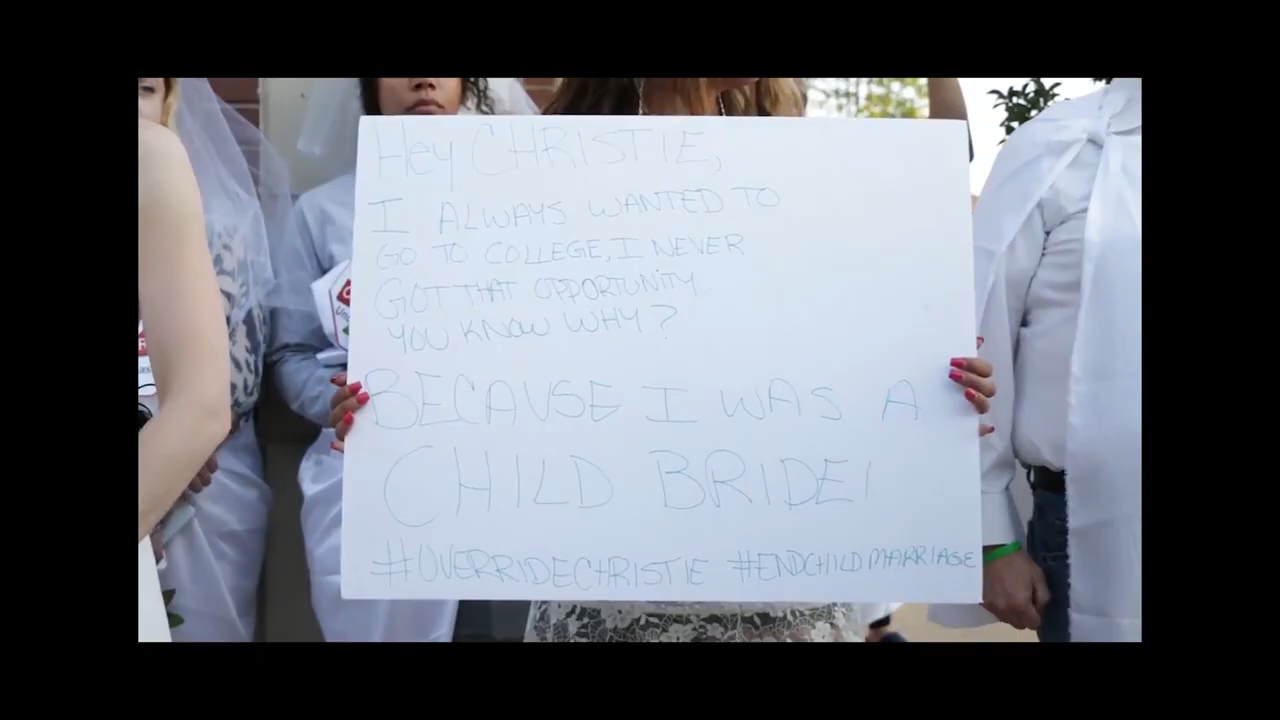 Hey CHRISTIE,
I ALWAYS WANTED TO
GO TO COLLEGE, I NEVER
GOT THAT OPPORTUNITY
YOU KNOW WHY?
BECAUSE I WAS A
CHILD BRIDE!
#OVERRIDECHRISTIE #ENDCHILDMARRIAGE